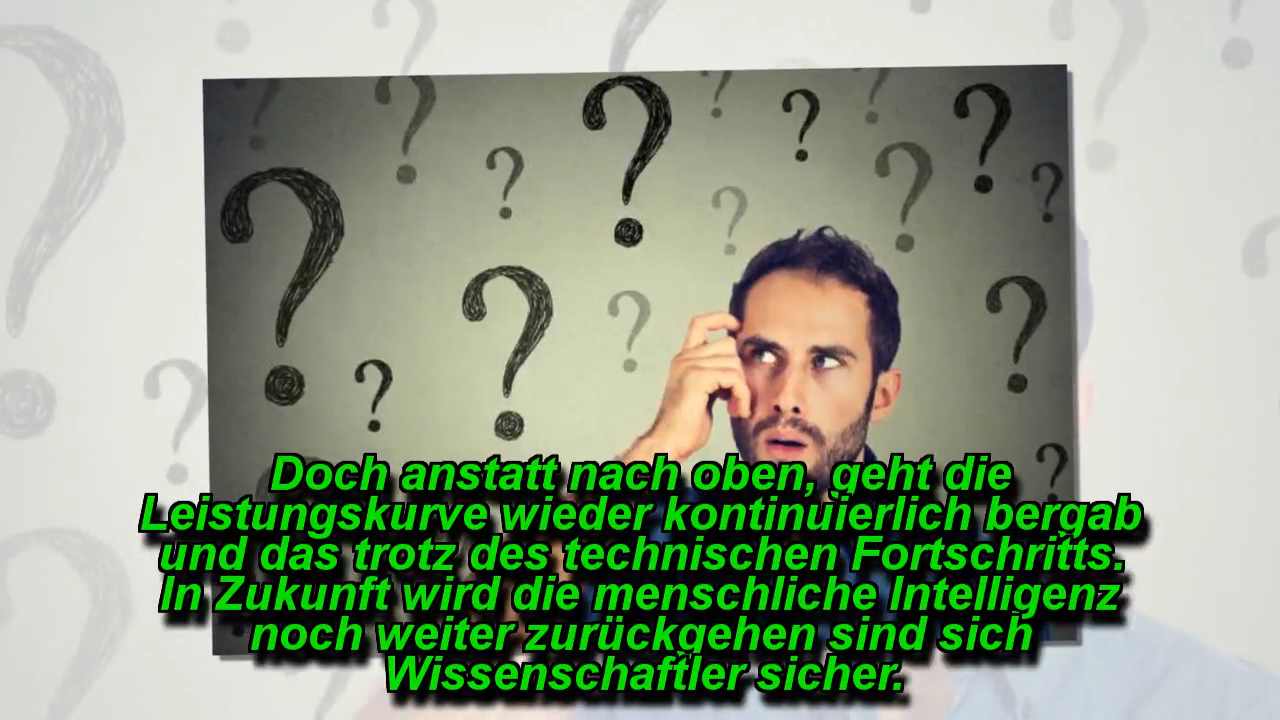 Doch anstatt nach oben, geht die
Leistungskurve wieder kontinuierlich bergab
und das trotz des technischen Fortschritts.
In Zukunft wird die menschliche Intelligenz
noch weiter zurückgehen sind sich
Wissenschaftler sicher.